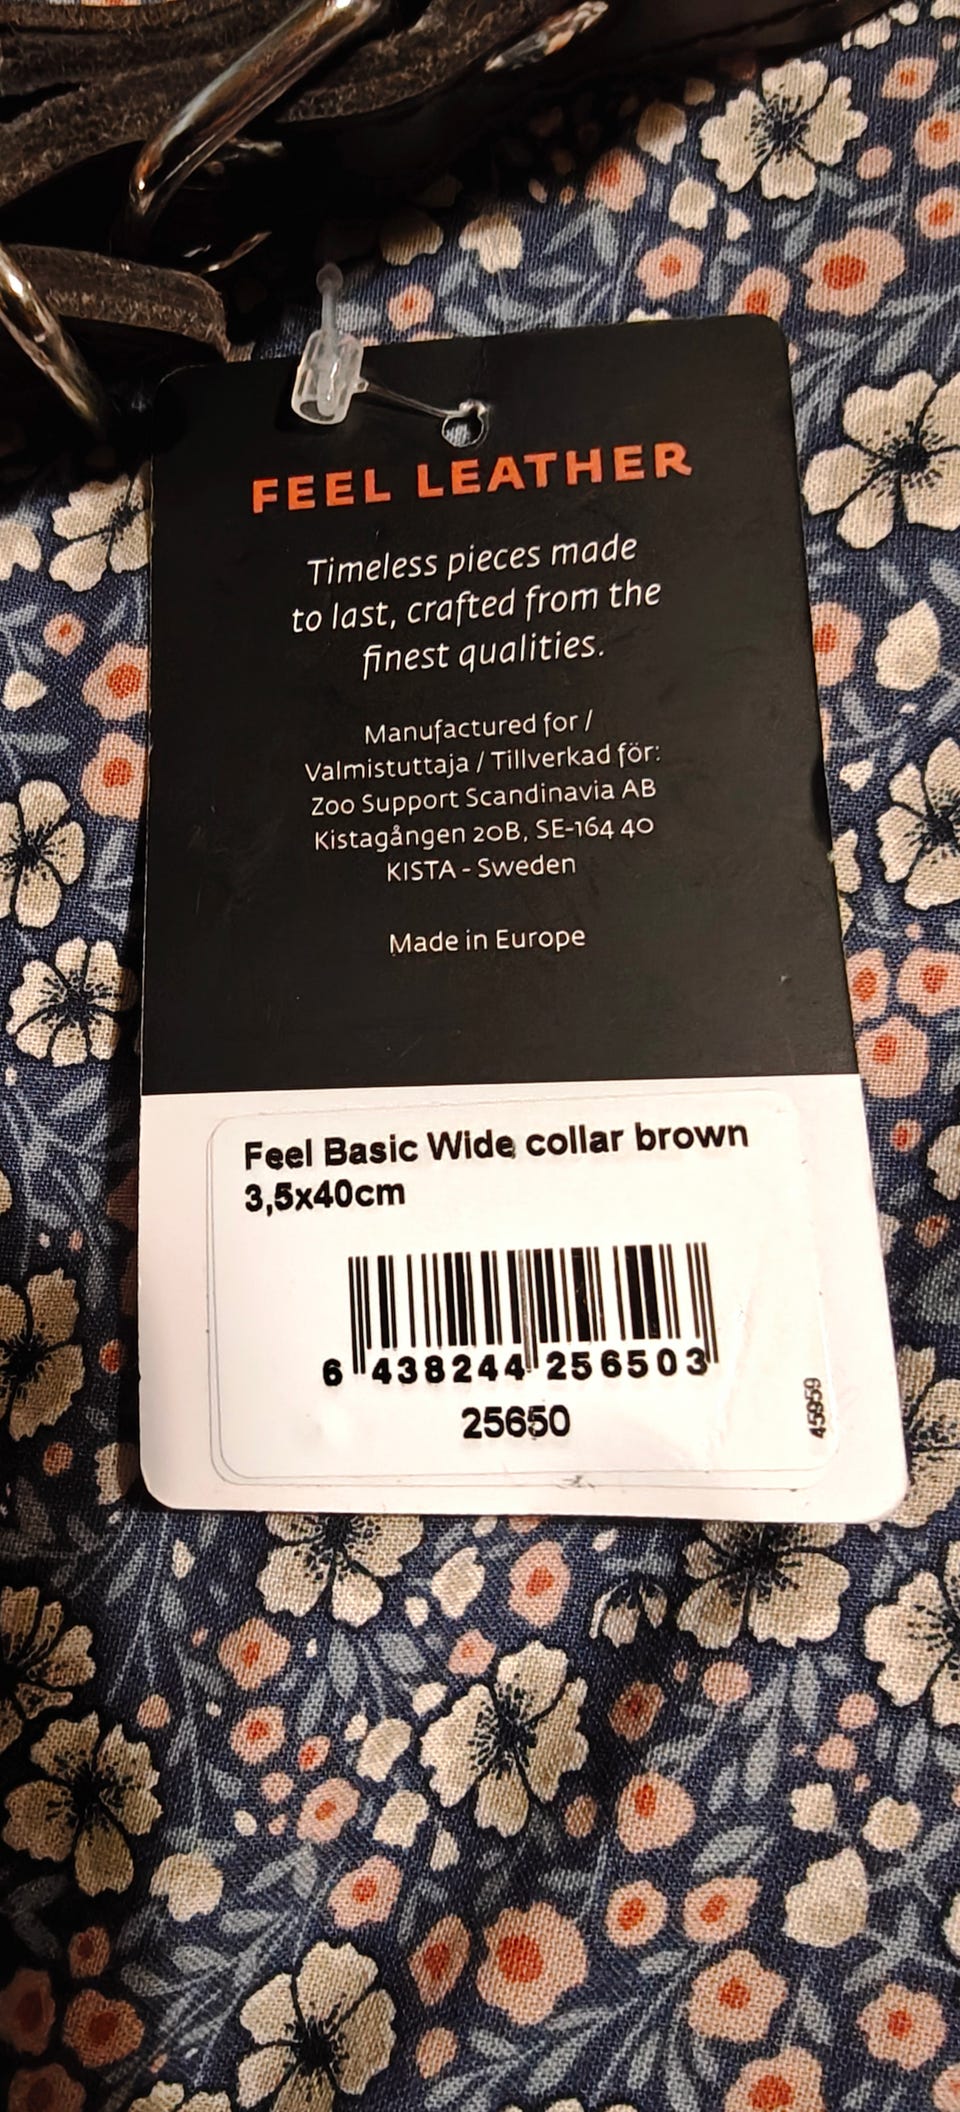 FEEL LEATHER
Timeless pieces made
to last, crafted from the
finest qualities.
Manufactured for /
Valmistuttaja / Tillverkad för:
Zoo Support Scandinavia AB
Kistagången 20B, SE-164 40
KISTA - Sweden
Made in Europe
Feel Basic Wide collar brown
3,5x40cm
6 438244 256503
25650
45959